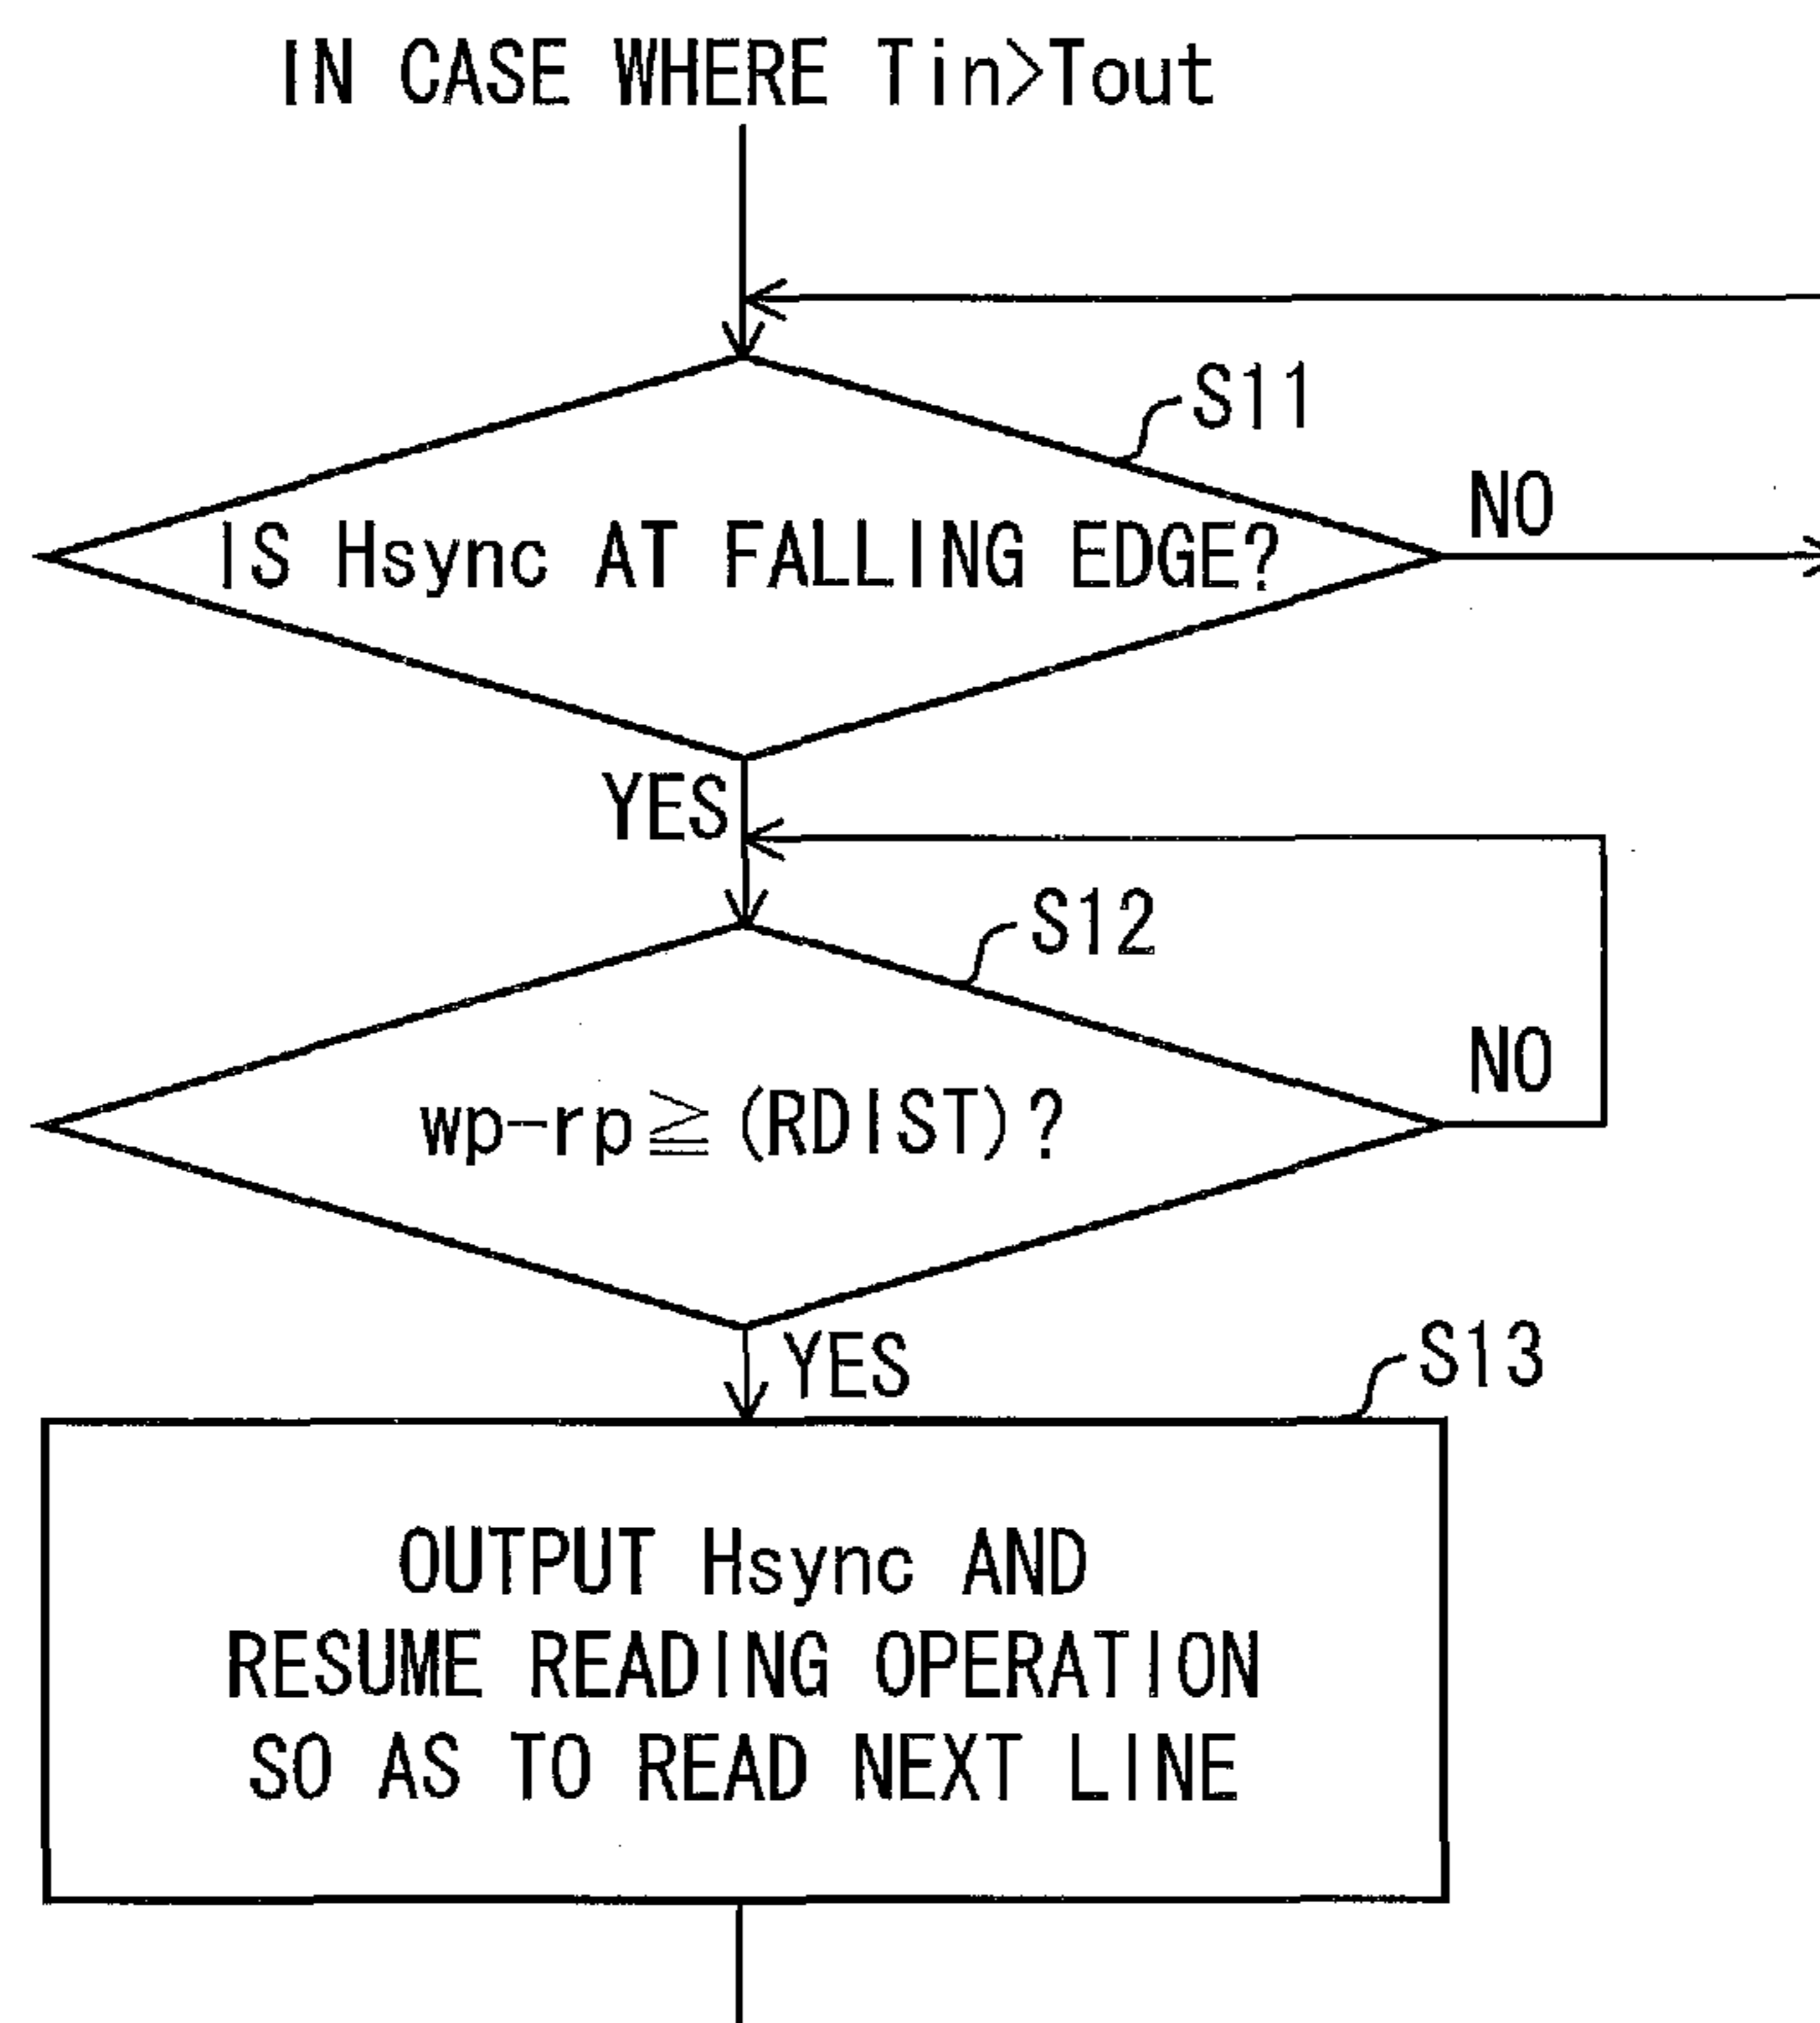 IN CASE WHERE Tin>Tout
S11
IS Hsync AT FALLING EDGE?
NO
YES
S12
wp-rp≧(RDIST)?
NO
YES
S13
OUTPUT Hsync AND
RESUME READING OPERATION
SO AS TO READ NEXT LINE